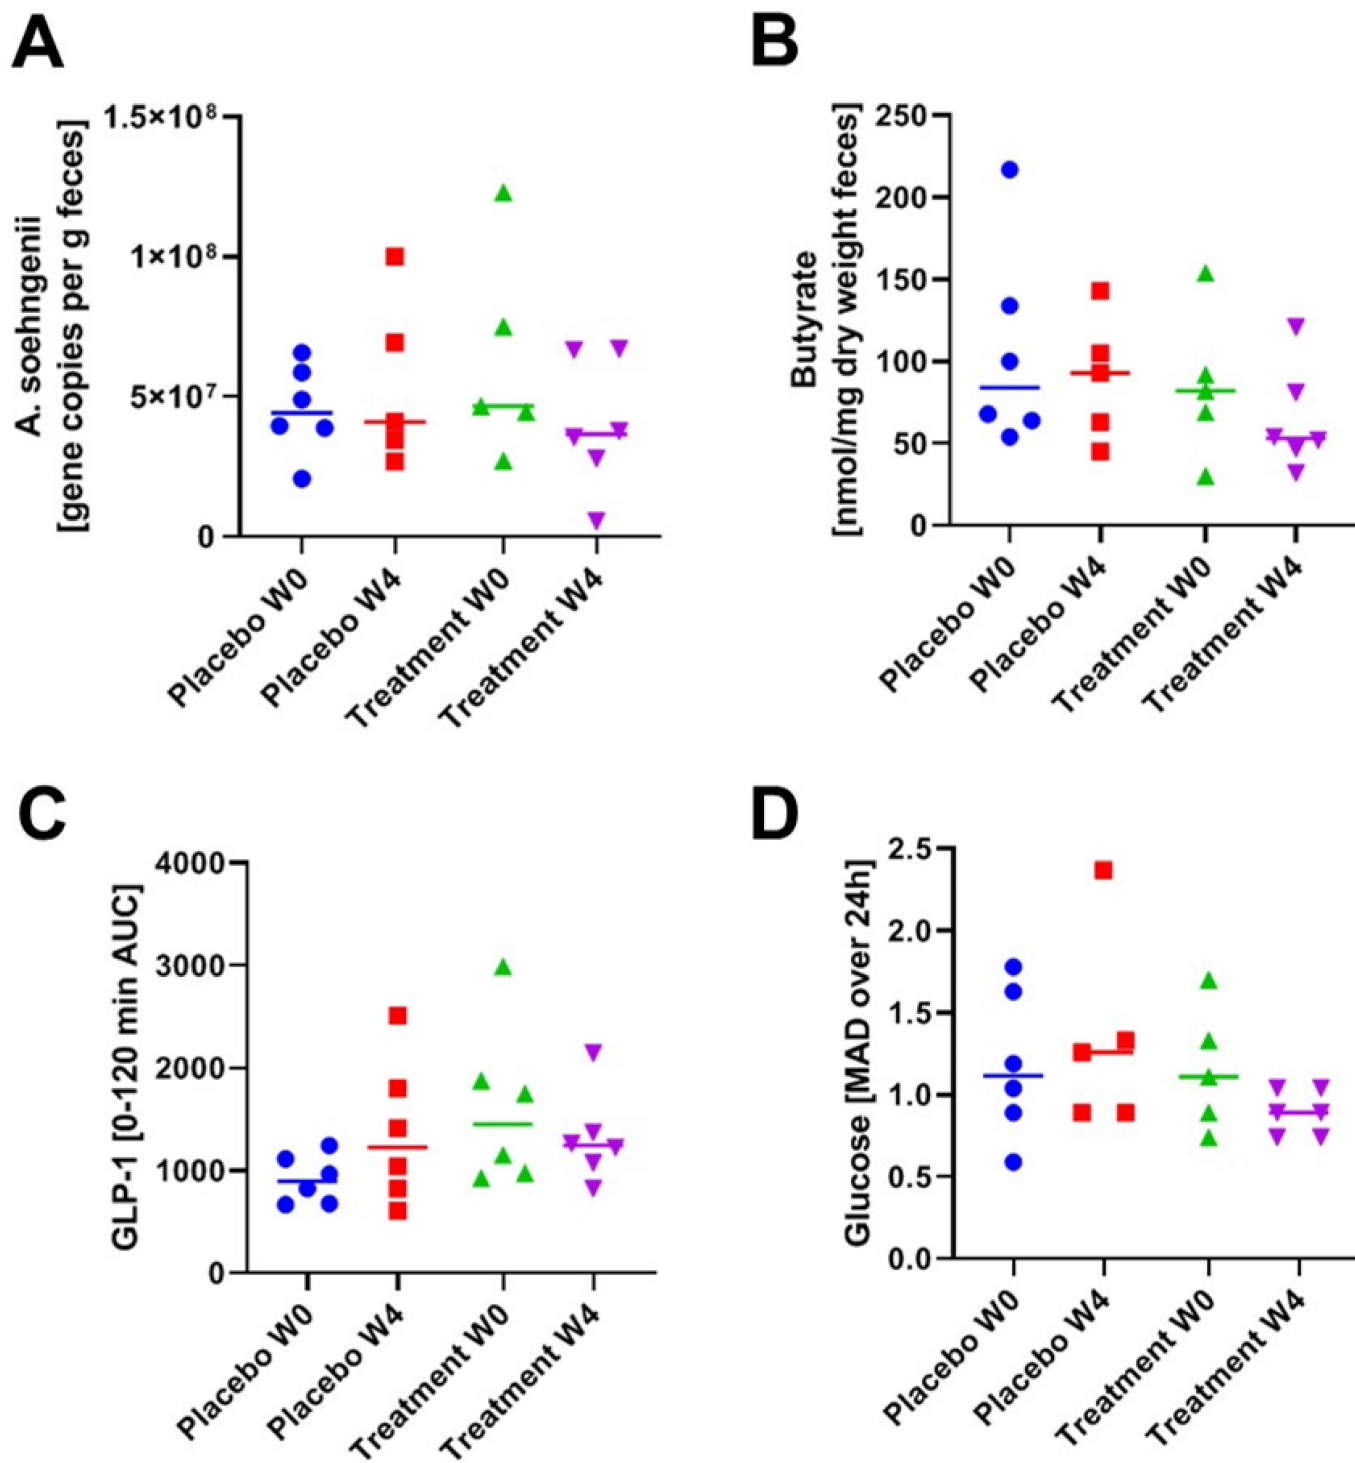 A
A. soehngenii
[gene copies per g feces]
1.5×10⁸
1×10⁸
5×10⁷
0
Placebo W0
Placebo W4
Treatment W0
Treatment W4
B
Butyrate
[nmol/mg dry weight feces]
250
200
150
100
50
0
Placebo W0
Placebo W4
Treatment W0
Treatment W4
C
GLP-1 [0-120 min AUC]
4000
3000
2000
1000
0
Placebo W0
Placebo W4
Treatment W0
Treatment W4
D
Glucose [MAD over 24h]
2.5
2.0
1.5
1.0
0.5
0.0
Placebo W0
Placebo W4
Treatment W0
Treatment W4